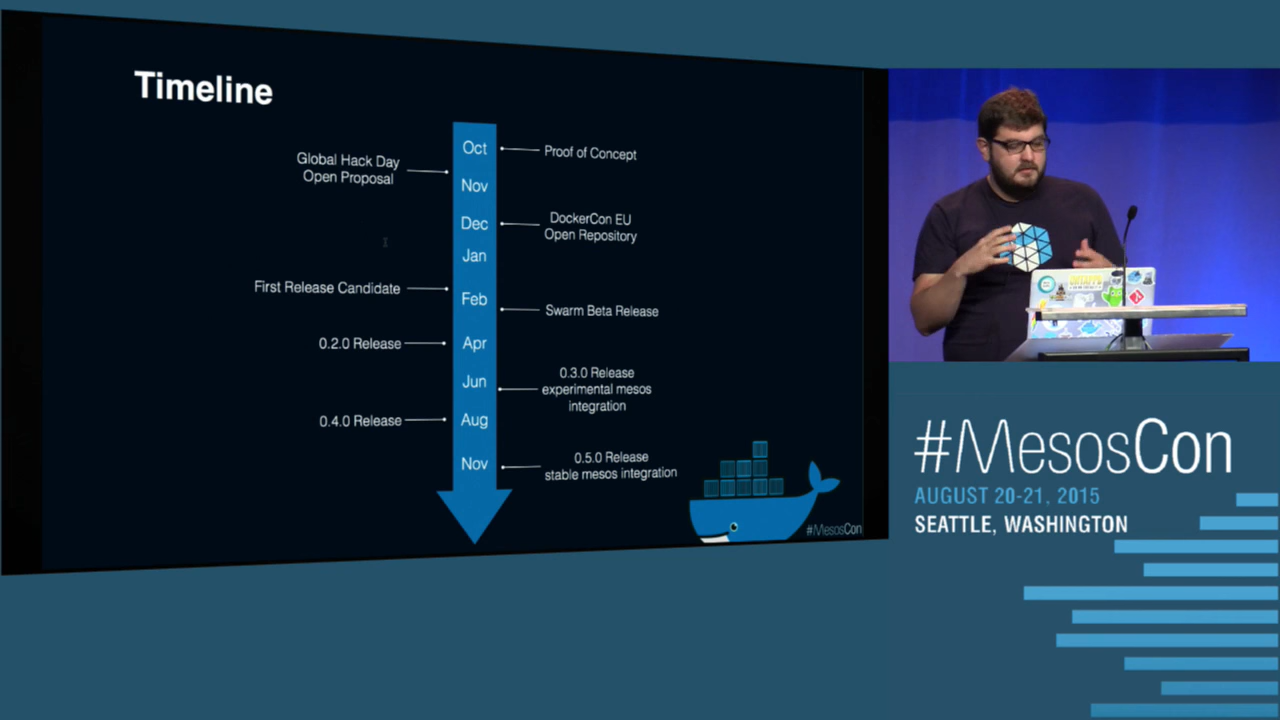 Timeline
Oct
Proof of Concept
Global Hack Day
Open Proposal
Nov
Dec
DockerCon EU
Open Repository
Jan
First Release Candidate
Feb
Swarm Beta Release
0.2.0 Release
Apr
Jun
0.3.0 Release
experimental mesos
integration
0.4.0 Release
Aug
Nov
0.5.0 Release
stable mesos integration
#MesosCon
#MesosCon
AUGUST 20-21, 2015
SEATTLE, WASHINGTON